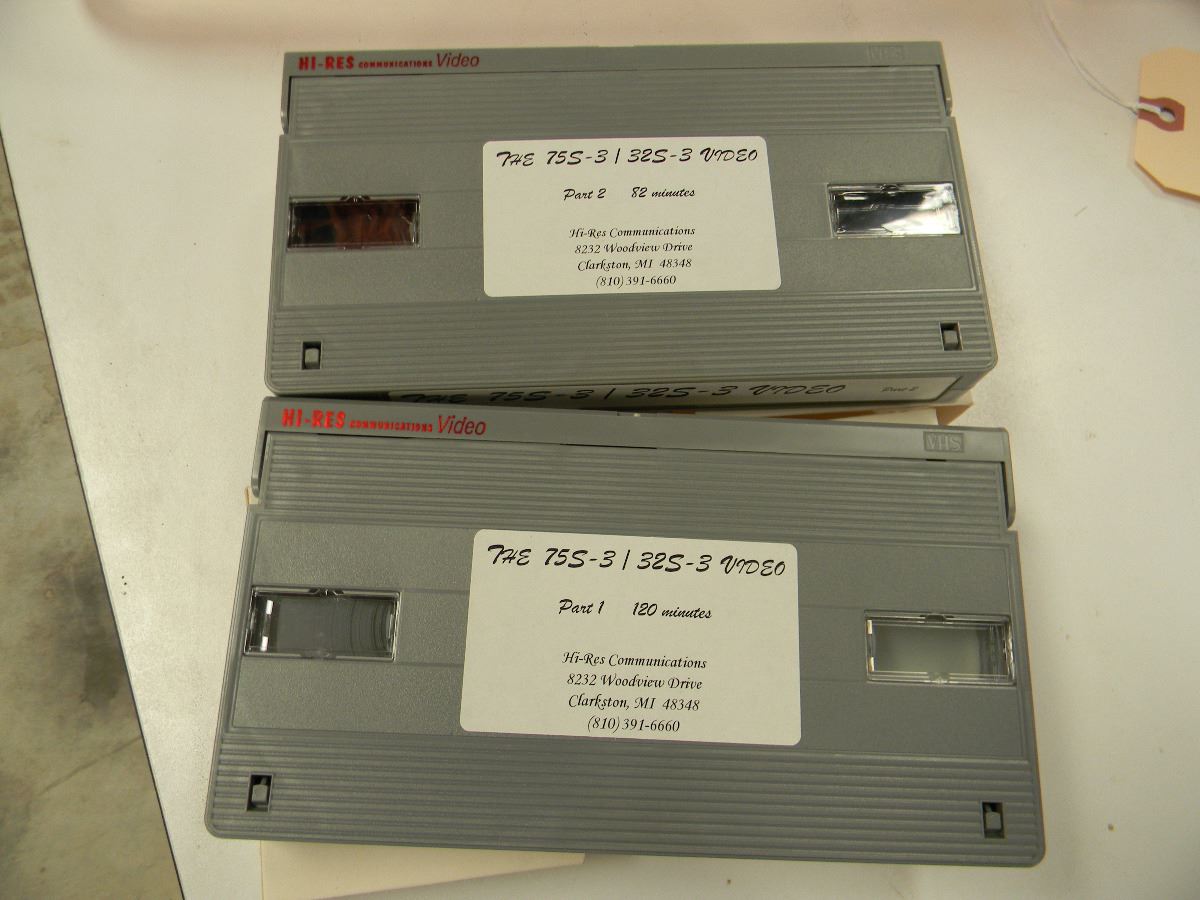 HI-RES COMMUNICATIONS Video
VHS
THE 75S-3 / 32S-3 VIDEO
Part 2 82 minutes
Hi-Res Communications
8232 Woodview Drive
Clarkston, MI 48348
(810) 391-6660
THE 75S-3 / 32S-3 VIDEO Part 2
HI-RES COMMUNICATIONS Video
VHS
THE 75S-3 / 32S-3 VIDEO
Part 1 120 minutes
Hi-Res Communications
8232 Woodview Drive
Clarkston, MI 48348
(810) 391-6660